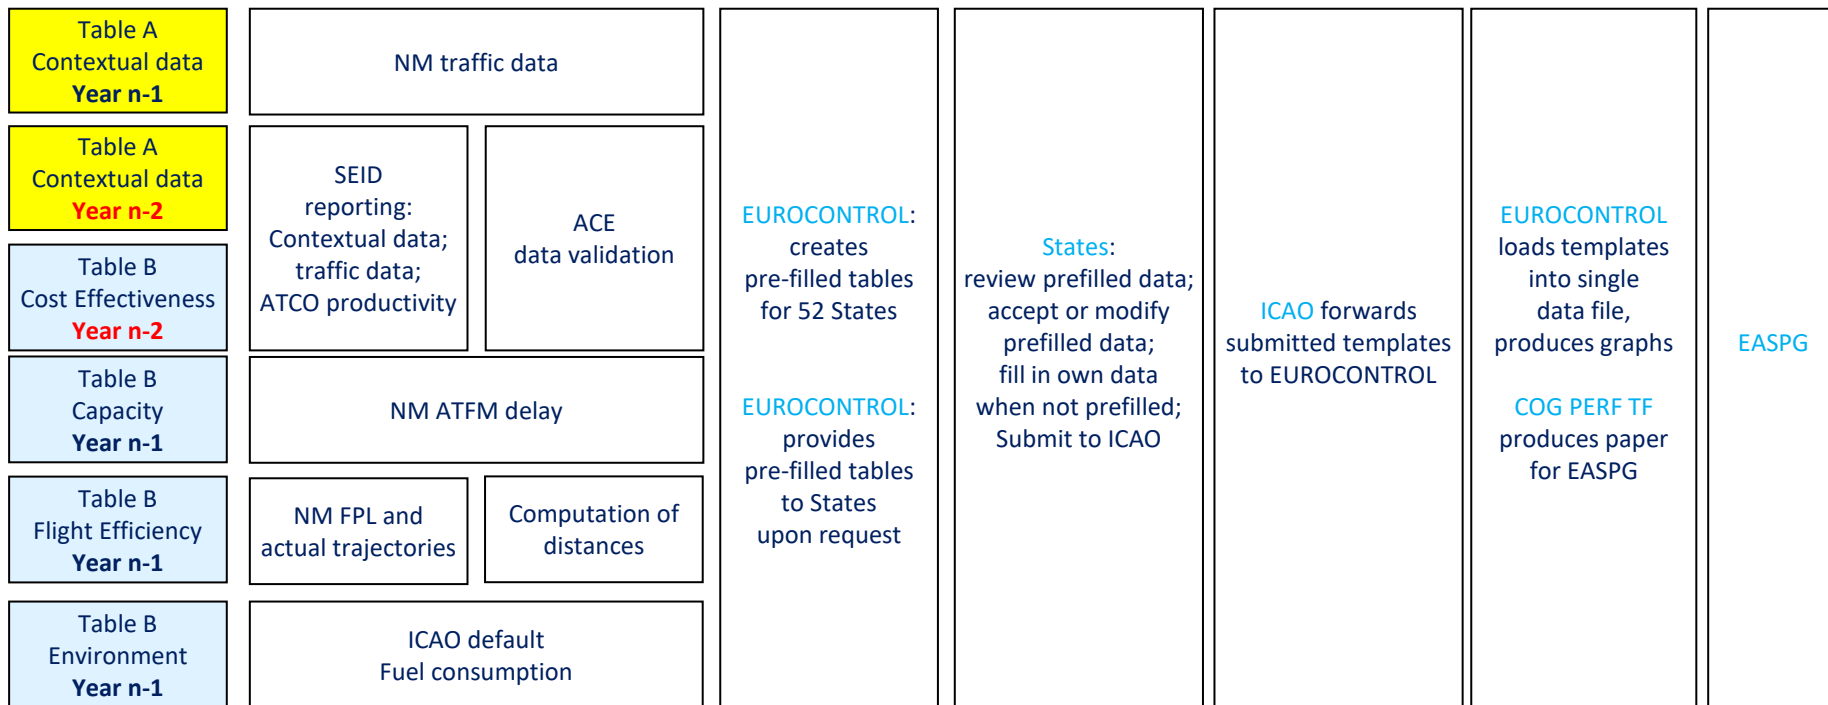 Table A
Contextual data
Year n-1
Table A
Contextual data
Year n-2
Table B
Cost Effectiveness
Year n-2
Table B
Capacity
Year n-1
Table B
Flight Efficiency
Year n-1
Table B
Environment
Year n-1
NM traffic data
SEID
reporting:
Contextual data;
traffic data;
ATCO productivity
ACE
data validation
NM ATFM delay
NM FPL and
actual trajectories
Computation of
distances
ICAO default
Fuel consumption
EUROCONTROL:
creates
pre-filled tables
for 52 States
EUROCONTROL:
provides
pre-filled tables
to States
upon request
States:
review prefilled data;
accept or modify
prefilled data;
fill in own data
when not prefilled;
Submit to ICAO
ICAO forwards
submitted templates
to EUROCONTROL
EUROCONTROL
loads templates
into single
data file,
produces graphs
COG PERF TF
produces paper
for EASPG
EASPG